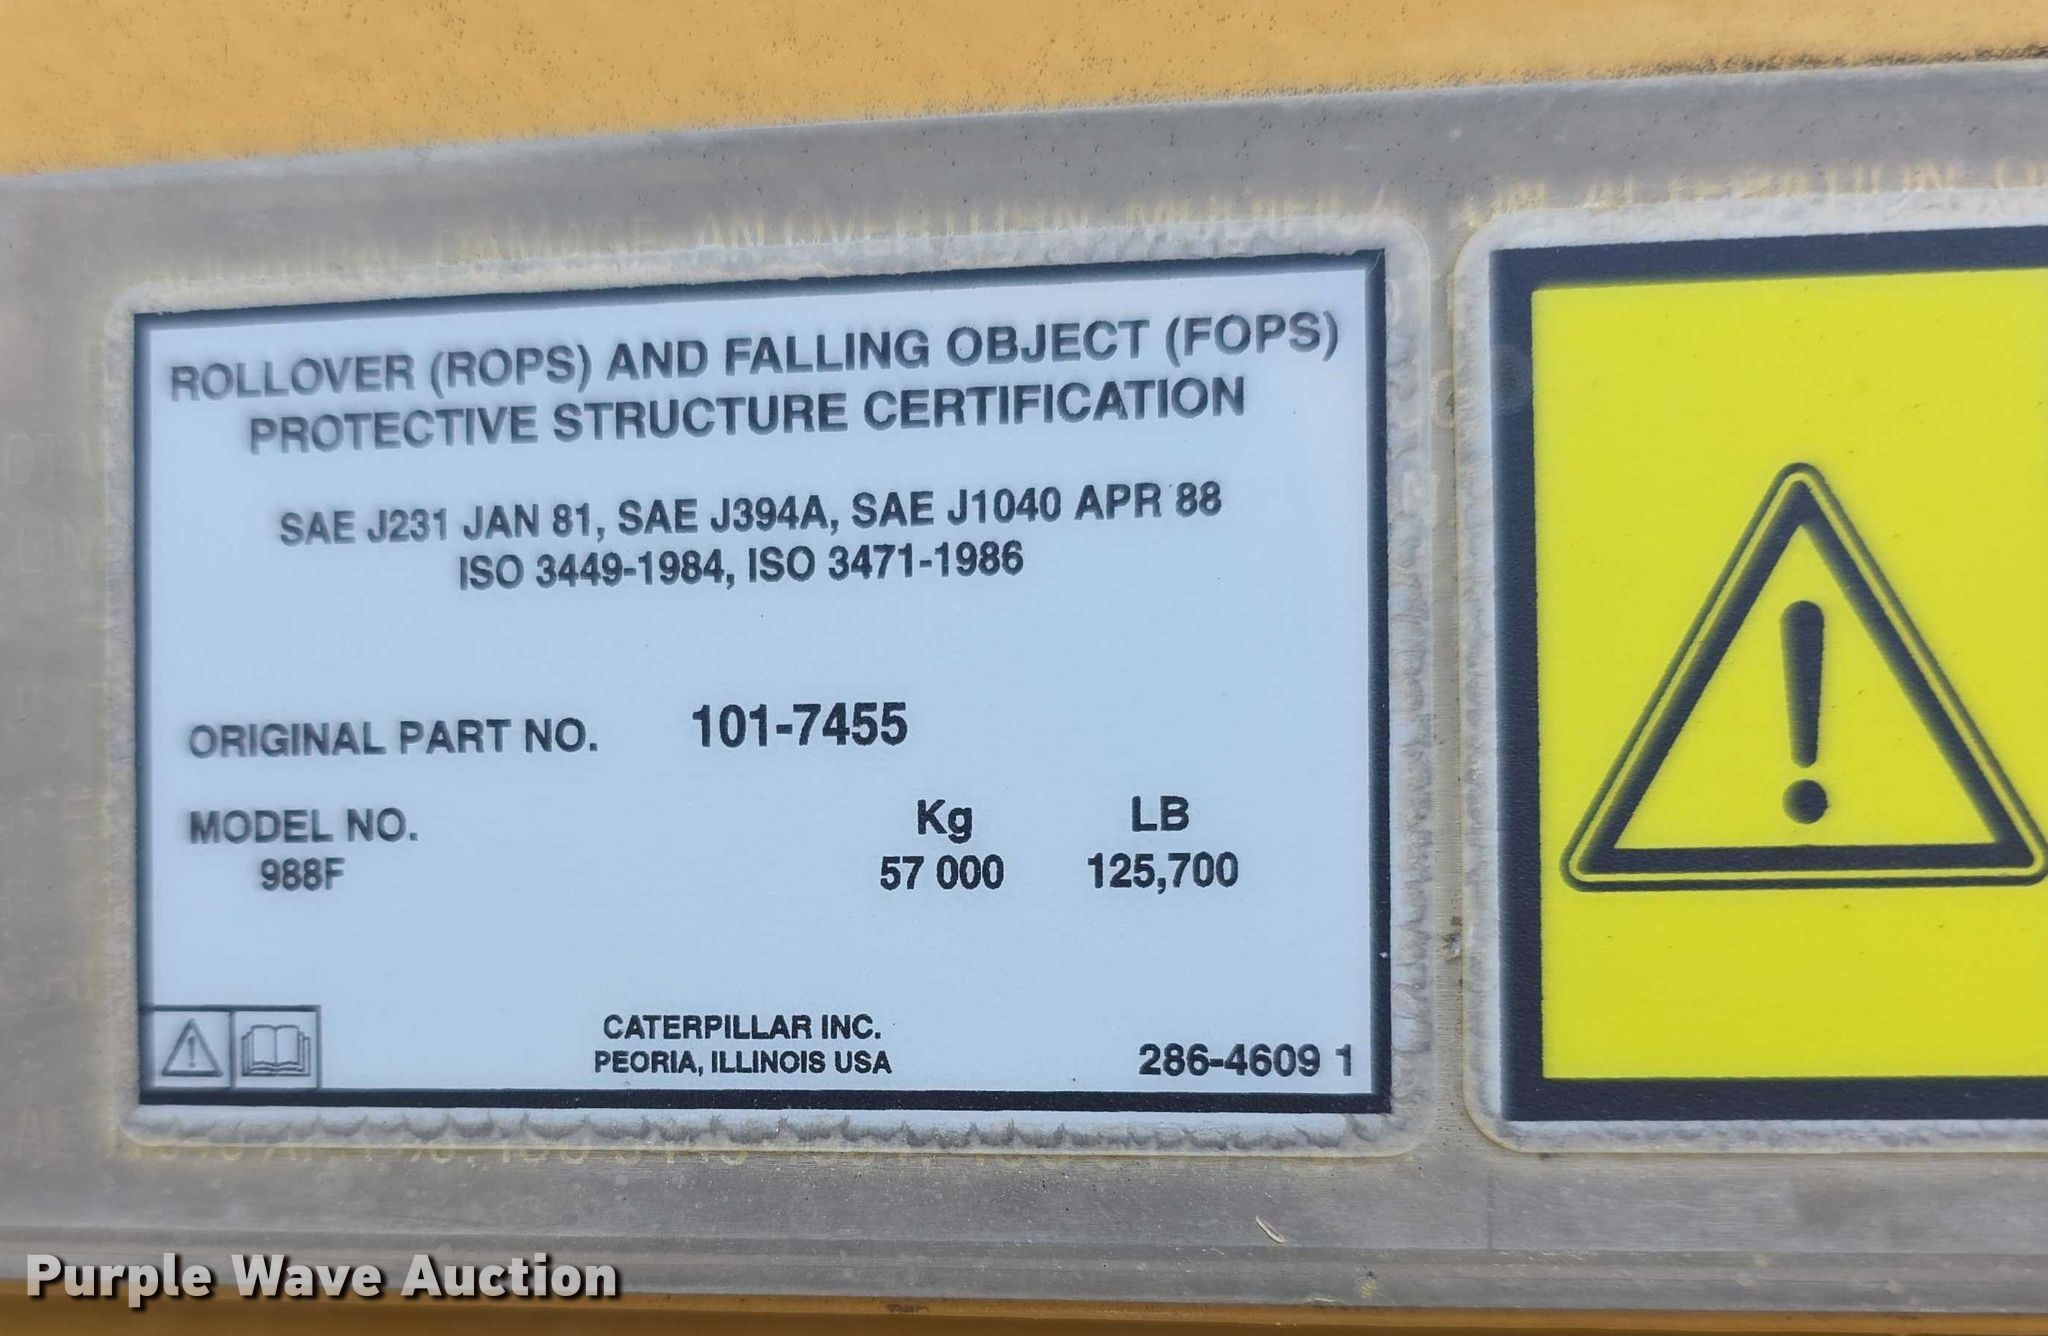 ROLLOVER (ROPS) AND FALLING OBJECT (FOPS)
PROTECTIVE STRUCTURE CERTIFICATION
SAE J231 JAN 81, SAE J394A, SAE J1040 APR 88
ISO 3449-1984, ISO 3471-1986
ORIGINAL PART NO. 101-7455
MODEL NO. Kg LB
988F 57 000 125,700
CATERPILLAR INC.
PEORIA, ILLINOIS USA
286-4609 1
Purple Wave Auction